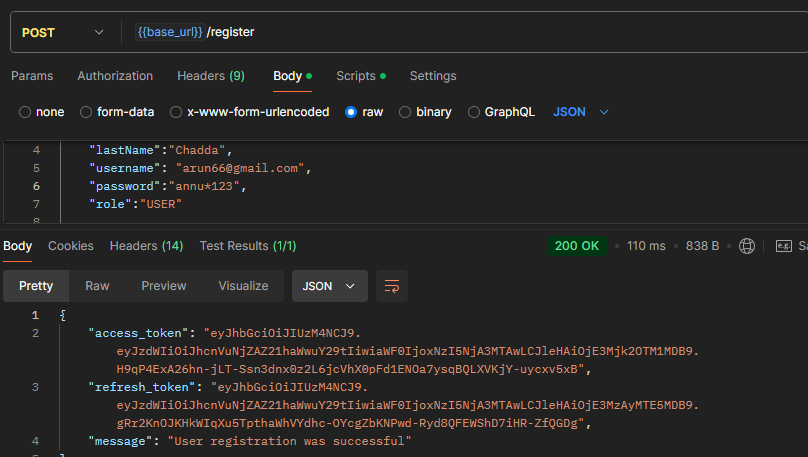 POST {{base_url}} /register
Params Authorization Headers (9) Body Scripts Settings
none form-data x-www-form-urlencoded raw binary GraphQL JSON
4 "lastName":"Chadda",
5 "username": "arun66@gmail.com",
6 "password":"annu*123",
7 "role":"USER"
8
Body Cookies Headers (14) Test Results (1/1) 200 OK 110 ms 838 B e.g. Sa
Pretty Raw Preview Visualize JSON
1 {
2 "access_token": "eyJhbGciOiJIUzM4NCJ9.
eyJzdWIiOiJhcnVuNjZAZ21haWwuY29tIiwiaWF0IjoxNzI5NjA3MTAwLCJleHAiOjE3Mjk2OTM1MDB9.
H9qP4ExA26hn-jLT-Ssn3dnx0z2L6jcVhX0pFd1ENOa7ysqBQLXVKjY-uycxv5xB",
3 "refresh_token": "eyJhbGciOiJIUzM4NCJ9.
eyJzdWIiOiJhcnVuNjZAZ21haWwuY29tIiwiaWF0IjoxNzI5NjA3MTAwLCJleHAiOjE3MzAyMTE5MDB9.
gRr2KnOJKHkWIqXu5TpthaWhVYdhc-OYcgZbKNPwd-Ryd8QFEWShD7iHR-ZfQGDg",
4 "message": "User registration was successful"